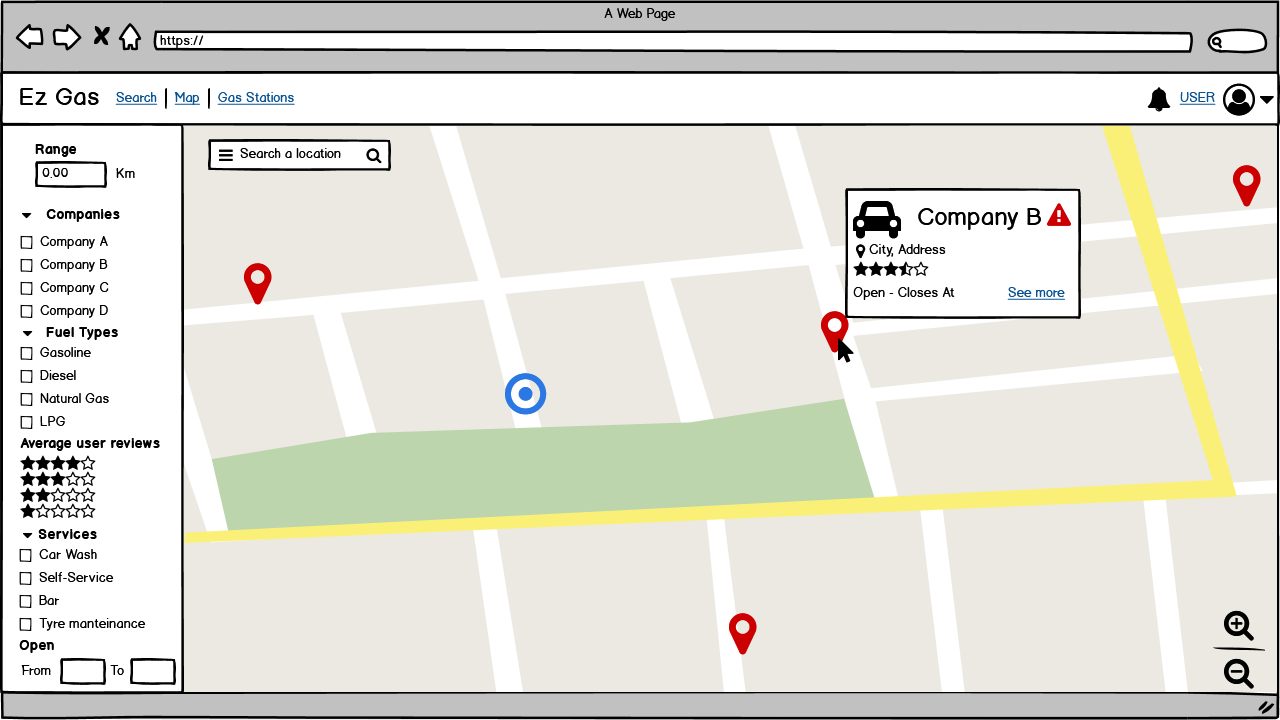 A Web Page
https://
Ez Gas Search Map Gas Stations USER
Range
0,00 Km
Companies
Company A
Company B
Company C
Company D
Fuel Types
Gasoline
Diesel
Natural Gas
LPG
Average user reviews
Services
Car Wash
Self-Service
Bar
Tyre manteinance
Open
From To
Search a location
Company B
City, Address
Open - Closes At See more